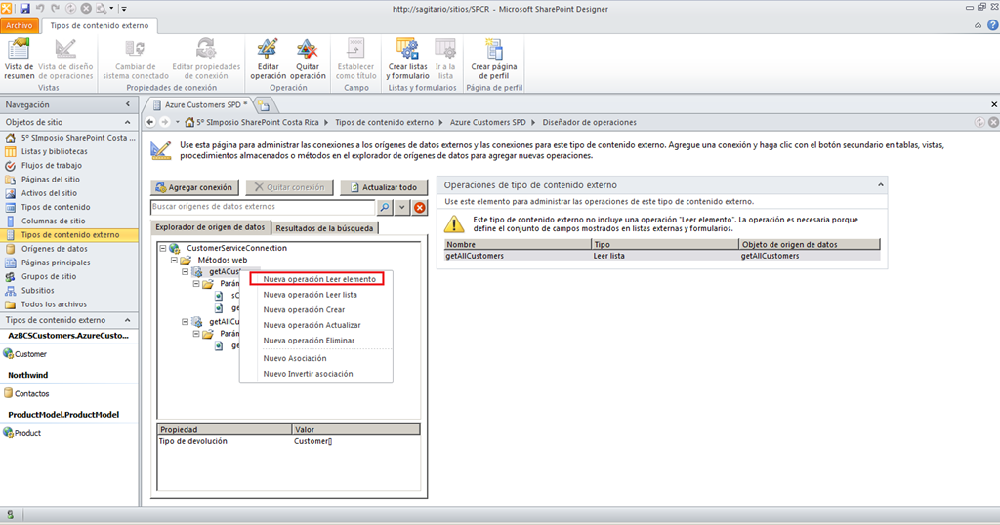 http://sagitario/sitios/SPCR - Microsoft SharePoint Designer
Archivo
Tipos de contenido externo
Vista de resumen
Vista de diseño de operaciones
Vistas
Cambiar de sistema conectado
Editar propiedades de conexión
Propiedades de conexión
Editar operación
Quitar operación
Operación
Establecer como título
Campo
Crear listas y formulario
Ir a la lista
Listas y formularios
Crear página de perfil
Página de perfil
Navegación
Objetos de sitio
5º SImposio SharePoint Costa ...
Listas y bibliotecas
Flujos de trabajo
Páginas del sitio
Activos del sitio
Tipos de contenido
Columnas de sitio
Tipos de contenido externo
Orígenes de datos
Páginas principales
Grupos de sitio
Subsitios
Todos los archivos
Tipos de contenido externo
AzBCSCustomers.AzureCusto...
Customer
Northwind
Contactos
ProductModel.ProductModel
Product
Azure Customers SPD *
5º SImposio SharePoint Costa Rica
Tipos de contenido externo
Azure Customers SPD
Diseñador de operaciones
Use esta página para administrar las conexiones a los orígenes de datos externos y las conexiones para este tipo de contenido externo. Agregue una conexión y haga clic con el botón secundario en tablas, vistas,
procedimientos almacenados o métodos en el explorador de orígenes de datos para agregar nuevas operaciones.
Agregar conexión
Quitar conexión
Actualizar todo
Buscar orígenes de datos externos
Explorador de origen de datos
Resultados de la búsqueda
CustomerServiceConnection
Métodos web
getACust
Parán
sC
ge
getAllCu
Parán
ge
Nueva operación Leer elemento
Nueva operación Leer lista
Nueva operación Crear
Nueva operación Actualizar
Nueva operación Eliminar
Nuevo Asociación
Nuevo Invertir asociación
Propiedad Valor
Tipo de devolución Customer[]
Operaciones de tipo de contenido externo
Use este elemento para administrar las operaciones de este tipo de contenido externo.
Este tipo de contenido externo no incluye una operación "Leer elemento". La operación es necesaria porque
define el conjunto de campos mostrados en listas externas y formularios.
Nombre Tipo Objeto de origen de datos
getAllCustomers Leer lista getAllCustomers